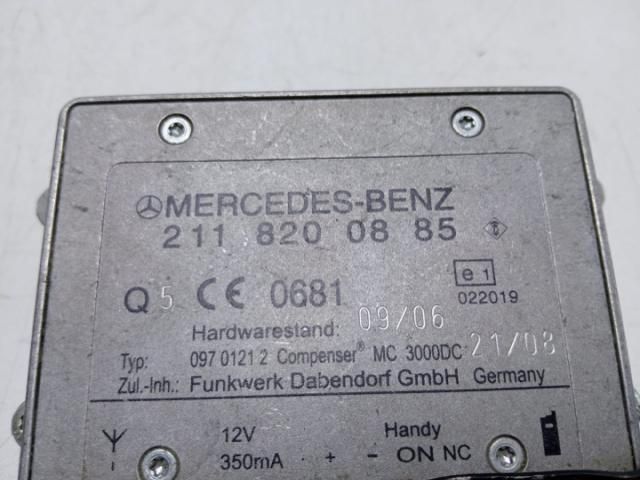 MERCEDES-BENZ
211 820 08 85
Q 5 CE 0681 e1
022019
Hardwarestand: 09/06
Typ: 097 0121 2 Compenser® MC 3000DC 21/08
Zul.-Inh.: Funkwerk Dabendorf GmbH Germany
12V Handy
350mA + - ON NC